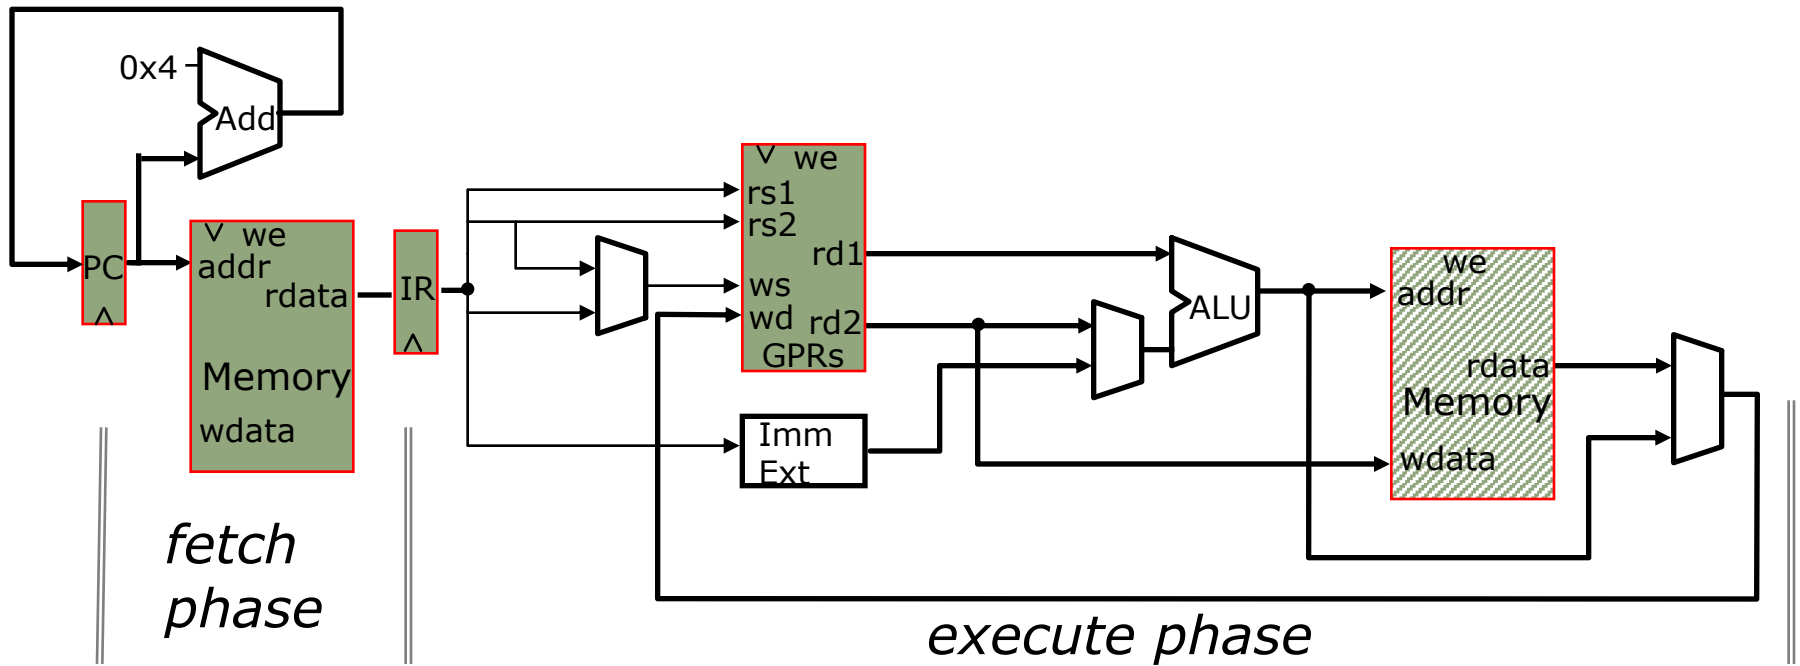 0x4
Add
PC
we
addr
rdata
Memory
wdata
IR
we
rs1
rs2
rd1
ws
wd
rd2
GPRs
Imm
Ext
ALU
we
addr
rdata
Memory
wdata
fetch
phase
execute phase